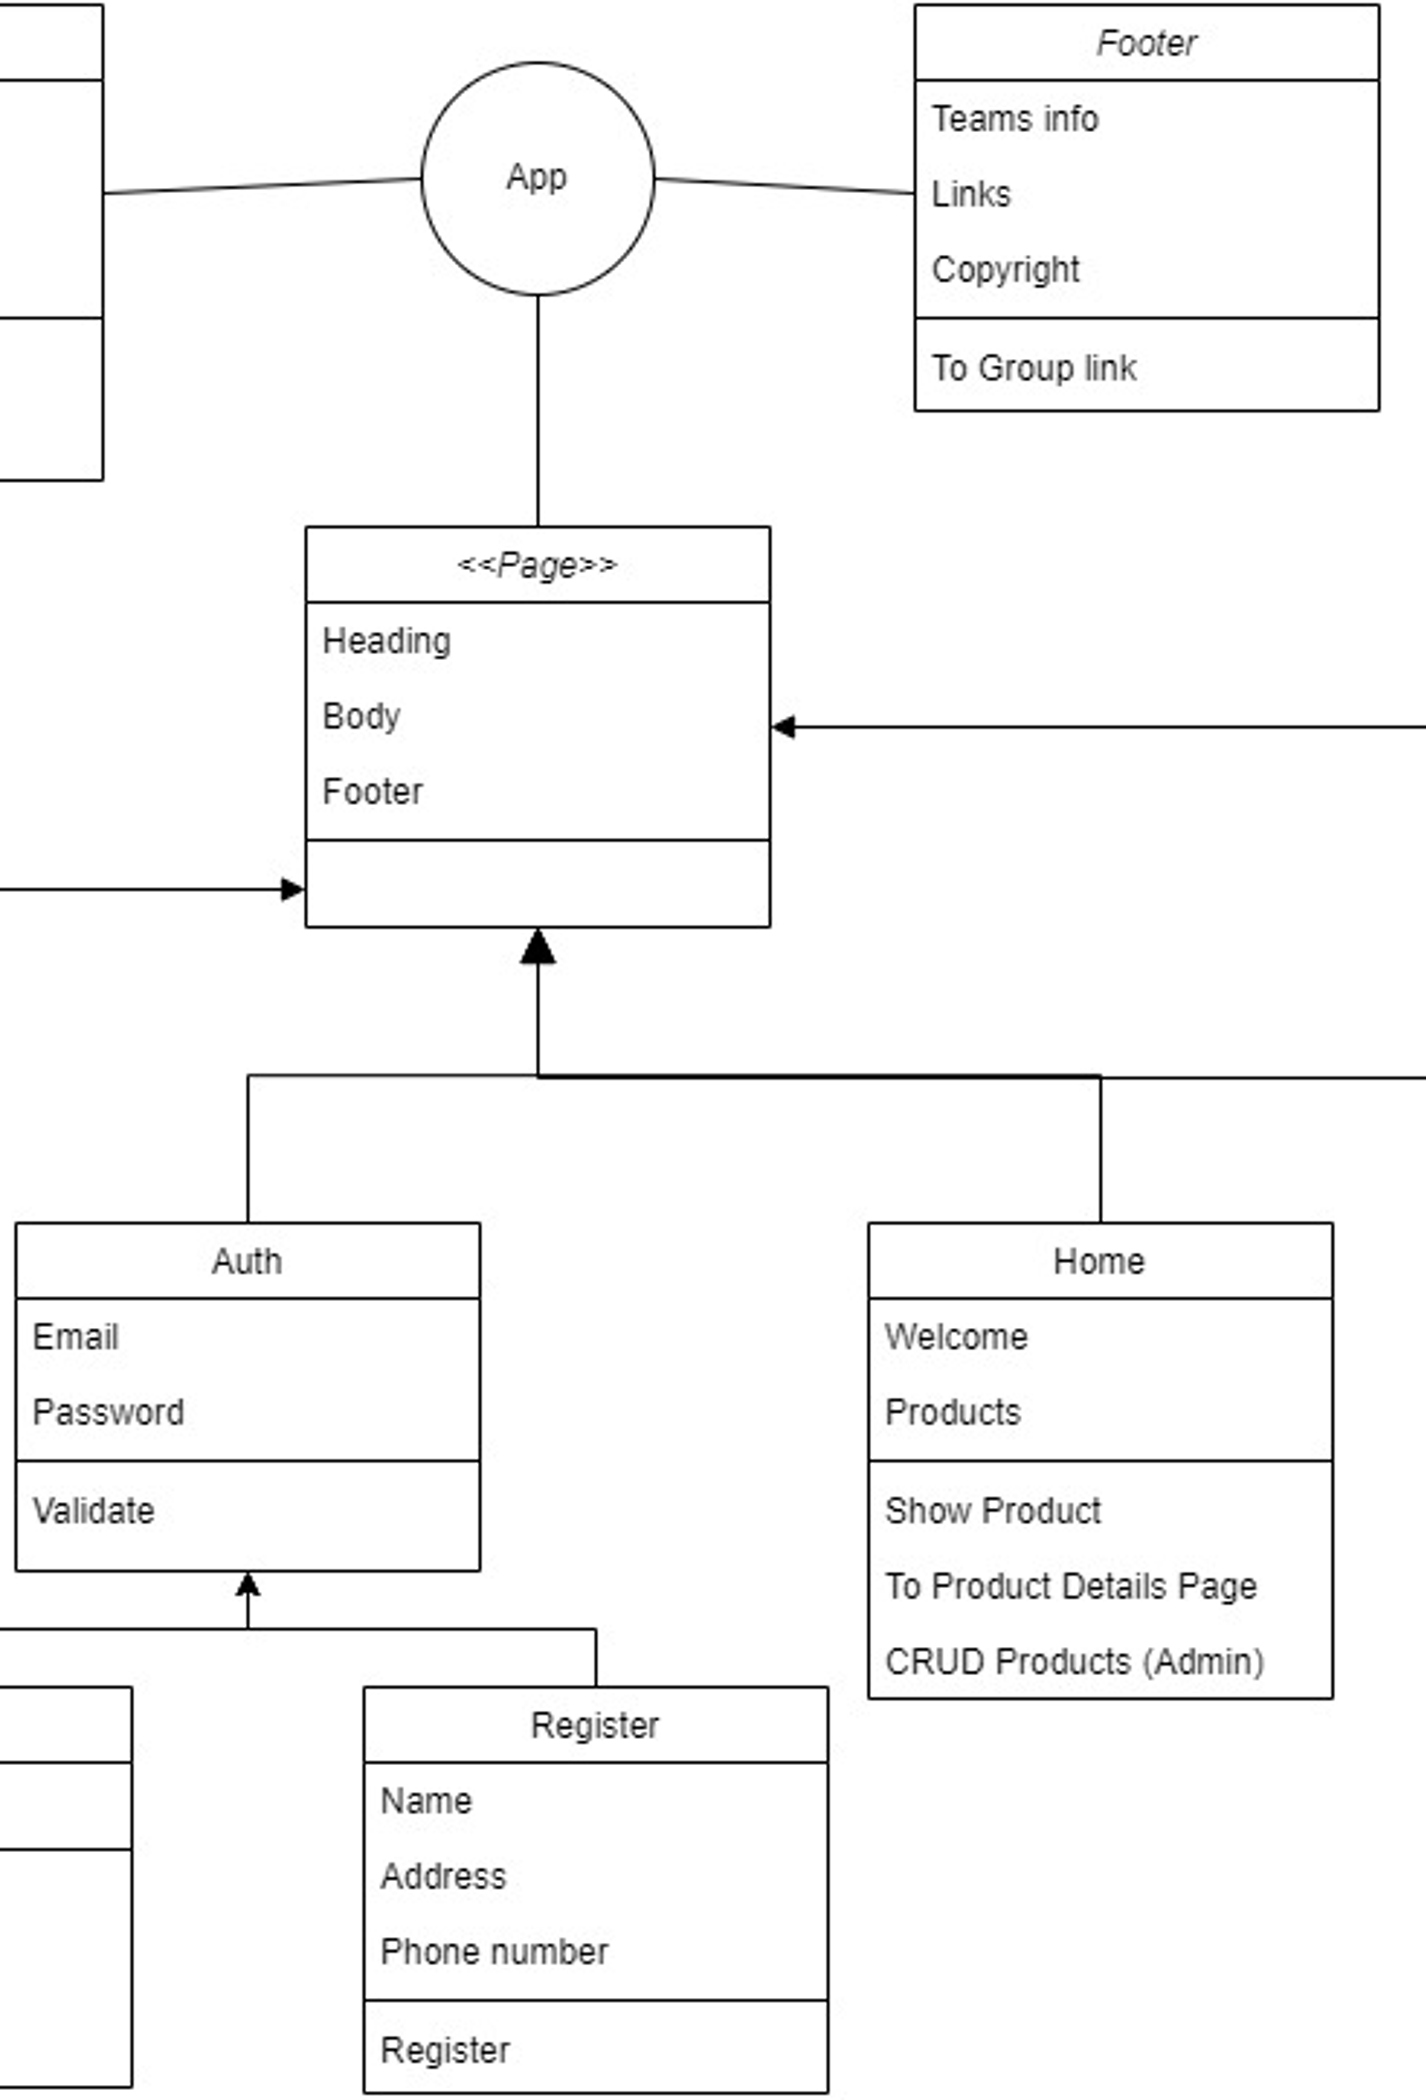 Footer
App
Teams info
Links
Copyright
To Group link
<<Page>>
Heading
Body
Footer
Auth
Email
Password
Validate
Home
Welcome
Products
Show Product
To Product Details Page
CRUD Products (Admin)
Register
Name
Address
Phone number
Register